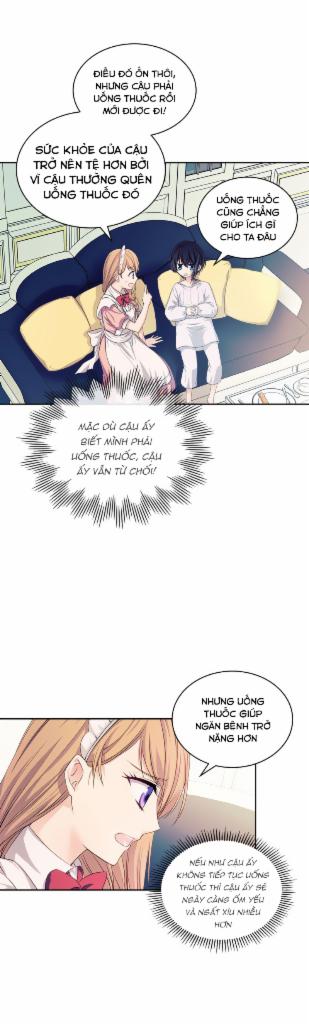 ĐIỀU ĐÓ ỔN THÔI,
NHƯNG CẬU PHẢI
UỐNG THUỐC RỒI
MỚI ĐƯỢC ĐI!
SỨC KHỎE CỦA CẬU
TRỞ NÊN TỆ HƠN BỞI
VÌ CẬU THƯỜNG QUÊN
UỐNG THUỐC ĐÓ
UỐNG THUỐC
CŨNG CHẲNG
GIÚP ÍCH GÌ
CHO TA ĐÂU
MẶC DÙ CẬU ẤY
BIẾT MÌNH PHẢI
UỐNG THUỐC, CẬU
ẤY VẪN TỪ CHỐI!
NHƯNG UỐNG
THUỐC GIÚP
NGĂN BỆNH TRỞ
NẶNG HƠN
NẾU NHƯ CẬU ẤY
KHÔNG TIẾP TỤC UỐNG
THUỐC THÌ CẬU ẤY SẼ
NGÀY CÀNG ỐM YẾU
VÀ NGẤT XỈU NHIỀU
HƠN